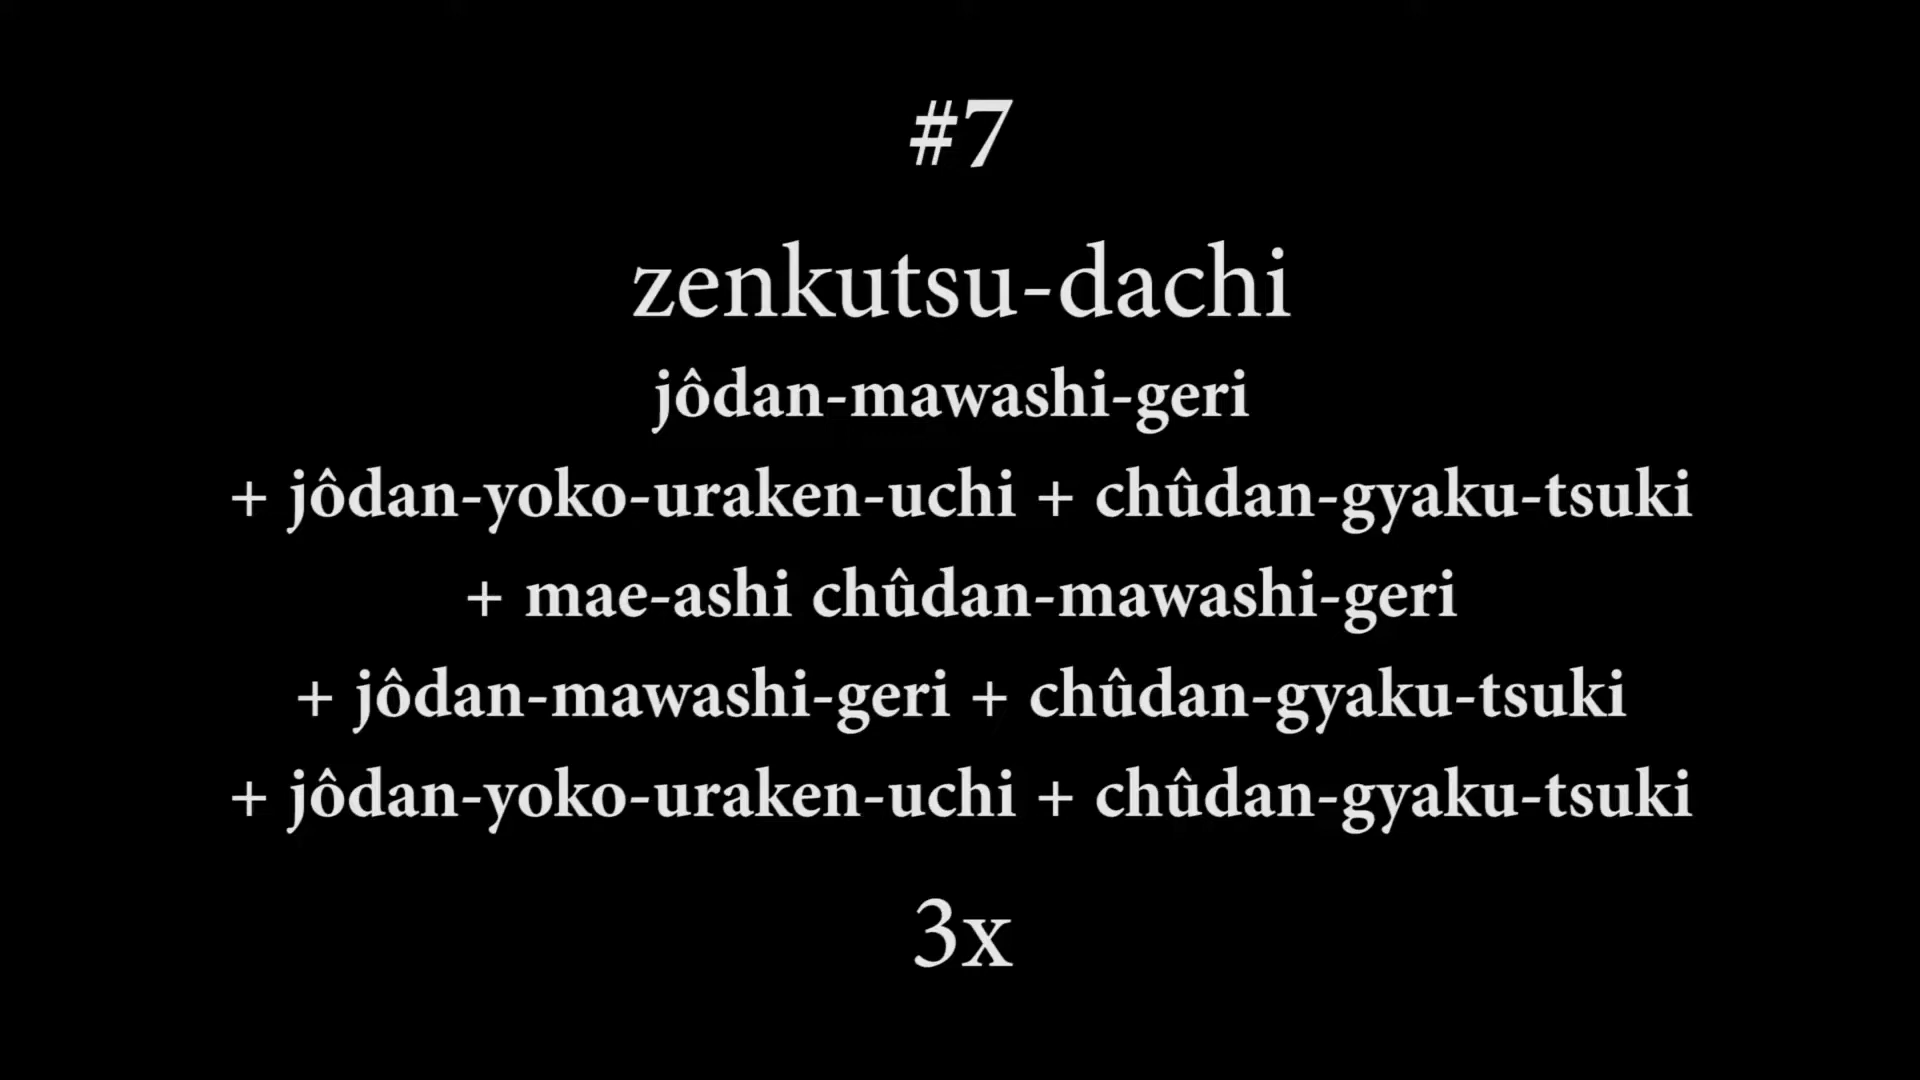 #7
zenkutsu-dachi
jôdan-mawashi-geri
+ jôdan-yoko-uraken-uchi + chûdan-gyaku-tsuki
+ mae-ashi chûdan-mawashi-geri
+ jôdan-mawashi-geri + chûdan-gyaku-tsuki
+ jôdan-yoko-uraken-uchi + chûdan-gyaku-tsuki
3x